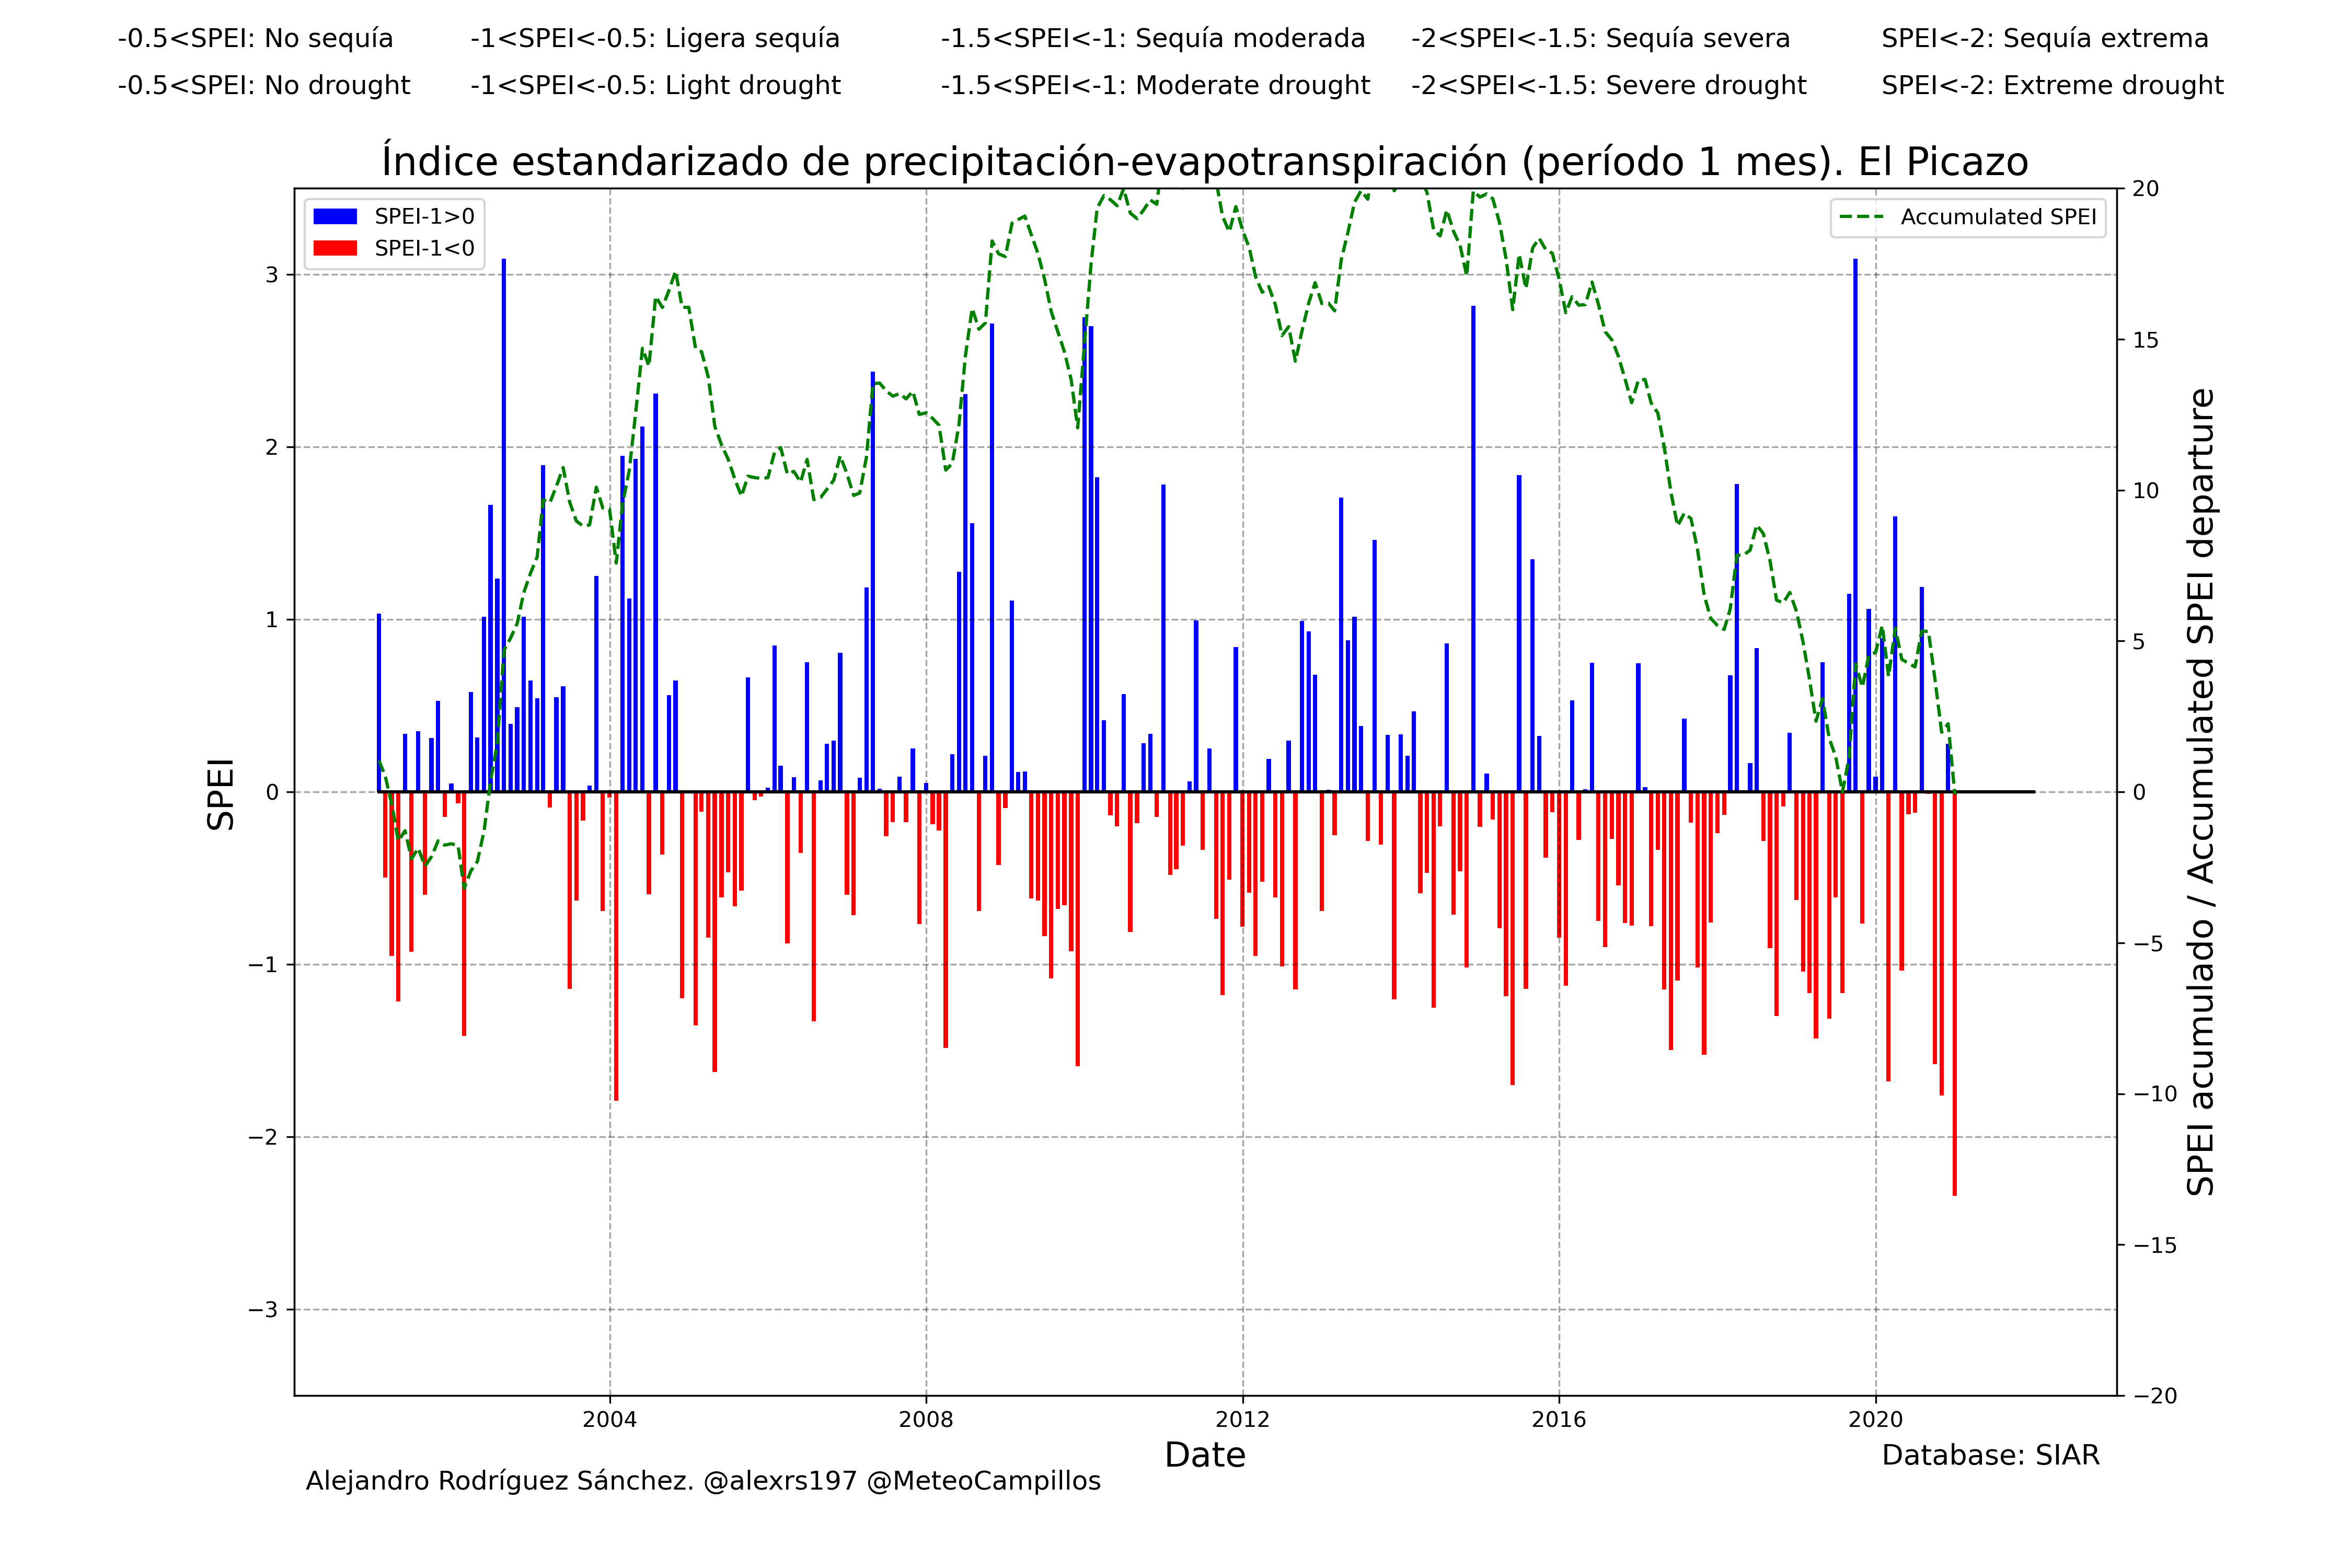 -0.5<SPEI: No sequía -1<SPEI<-0.5: Ligera sequía -1.5<SPEI<-1: Sequía moderada -2<SPEI<-1.5: Sequía severa SPEI<-2: Sequía extrema
-0.5<SPEI: No drought -1<SPEI<-0.5: Light drought -1.5<SPEI<-1: Moderate drought -2<SPEI<-1.5: Severe drought SPEI<-2: Extreme drought
Índice estandarizado de precipitación-evapotranspiración (período 1 mes). El Picazo
SPEI-1>0
SPEI-1<0
Accumulated SPEI
SPEI
3
2
1
0
−1
−2
−3
20
15
10
5
0
−5
−10
−15
−20
SPEI acumulado / Accumulated SPEI departure
2004 2008 2012 2016 2020
Date
Database: SIAR
Alejandro Rodríguez Sánchez. @alexrs197 @MeteoCampillos